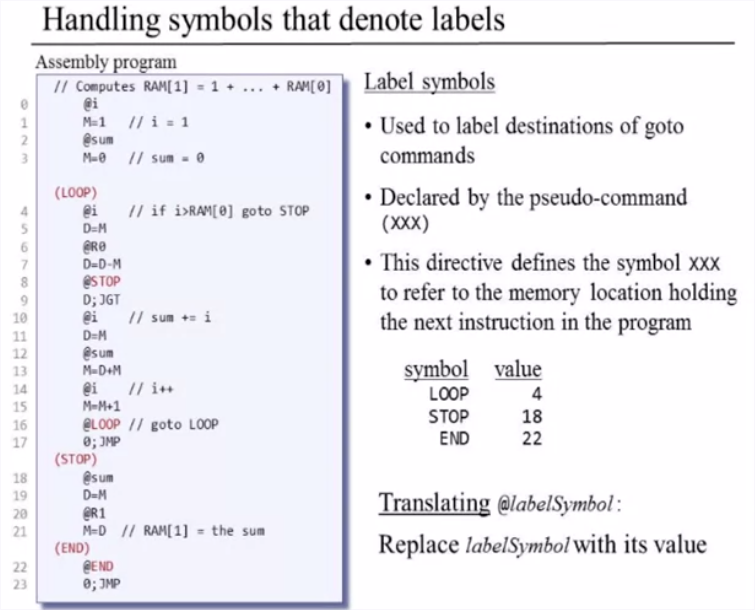 Handling symbols that denote labels
Assembly program
// Computes RAM[1] = 1 + ... + RAM[0]
0 @i
1 M=1 // i = 1
2 @sum
3 M=0 // sum = 0
(LOOP)
4 @i // if i>RAM[0] goto STOP
5 D=M
6 @R0
7 D=D-M
8 @STOP
9 D;JGT
10 @i // sum += i
11 D=M
12 @sum
13 M=D+M
14 @i // i++
15 M=M+1
16 @LOOP // goto LOOP
17 0;JMP
(STOP)
18 @sum
19 D=M
20 @R1
21 M=D // RAM[1] = the sum
(END)
22 @END
23 0;JMP
Label symbols
• Used to label destinations of goto
commands
• Declared by the pseudo-command
(XXX)
• This directive defines the symbol XXX
to refer to the memory location holding
the next instruction in the program
symbol value
LOOP 4
STOP 18
END 22
Translating @labelSymbol:
Replace labelSymbol with its value